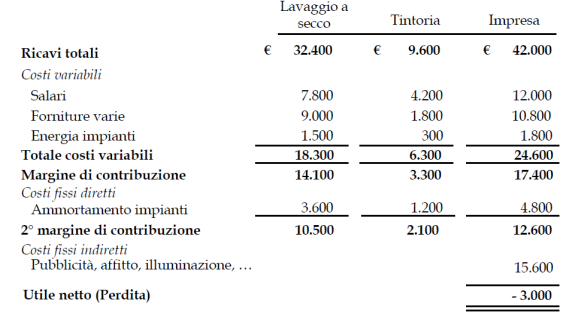 Lavaggio a secco Tintoria Impresa
Ricavi totali € 32.400 € 9.600 € 42.000
Costi variabili
Salari 7.800 4.200 12.000
Forniture varie 9.000 1.800 10.800
Energia impianti 1.500 300 1.800
Totale costi variabili 18.300 6.300 24.600
Margine di contribuzione 14.100 3.300 17.400
Costi fissi diretti
Ammortamento impianti 3.600 1.200 4.800
2° margine di contribuzione 10.500 2.100 12.600
Costi fissi indiretti
Pubblicità, affitto, illuminazione, … 15.600
Utile netto (Perdita) - 3.000